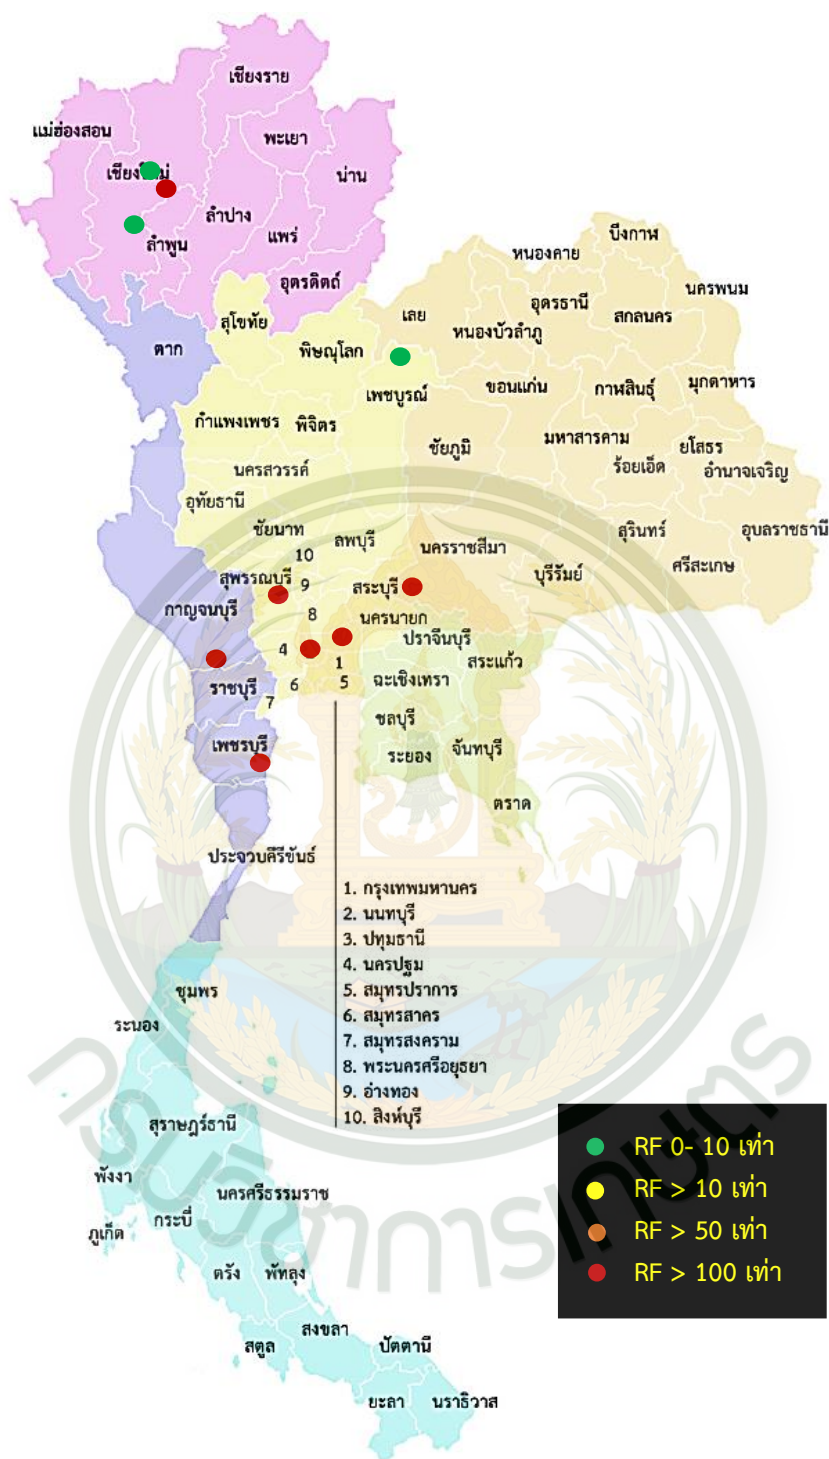 เชียงราย
แม่ฮ่องสอน
พะเยา
เชียงใหม่
น่าน
ลำปาง
แพร่
ลำพูน
อุตรดิตถ์
บึงกาฬ
หนองคาย
นครพนม
อุดรธานี
เลย
สกลนคร
สุโขทัย
หนองบัวลำภู
ตาก
พิษณุโลก
เพชบูรณ์
ขอนแก่น
กาฬสินธุ์
มุกดาหาร
กำแพงเพชร
พิจิตร
ชัยภูมิ
มหาสารคาม
ยโสธร
นครสวรรค์
ร้อยเอ็ด
อำนาจเจริญ
อุทัยธานี
ชัยนาท
ลพบุรี
นครราชสีมา
สุรินทร์
อุบลราชธานี
10
สุพรรณบุรี
9
สระบุรี
บุรีรัมย์
ศรีสะเกษ
กาญจนบุรี
8
นครนายก
ปราจีนบุรี
4
1
สระแก้ว
ราชบุรี
6
5
ฉะเชิงเทรา
7
ชลบุรี
เพชรบุรี
ระยอง
จันทบุรี
ตราด
ประจวบคีรีขันธ์
1. กรุงเทพมหานคร
2. นนทบุรี
3. ปทุมธานี
4. นครปฐม
5. สมุทรปราการ
6. สมุทรสาคร
7. สมุทรสงคราม
8. พระนครศรีอยุธยา
9. อ่างทอง
10. สิงห์บุรี
ชุมพร
ระนอง
สุราษฎร์ธานี
พังงา
นครศรีธรรมราช
กระบี่
ภูเก็ต
ตรัง
พัทลุง
สงขลา
สตูล
ปัตตานี
ยะลา
นราธิวาส
RF 0- 10 เท่า
RF > 10 เท่า
RF > 50 เท่า
RF > 100 เท่า
กรมวิชาการเกษตร